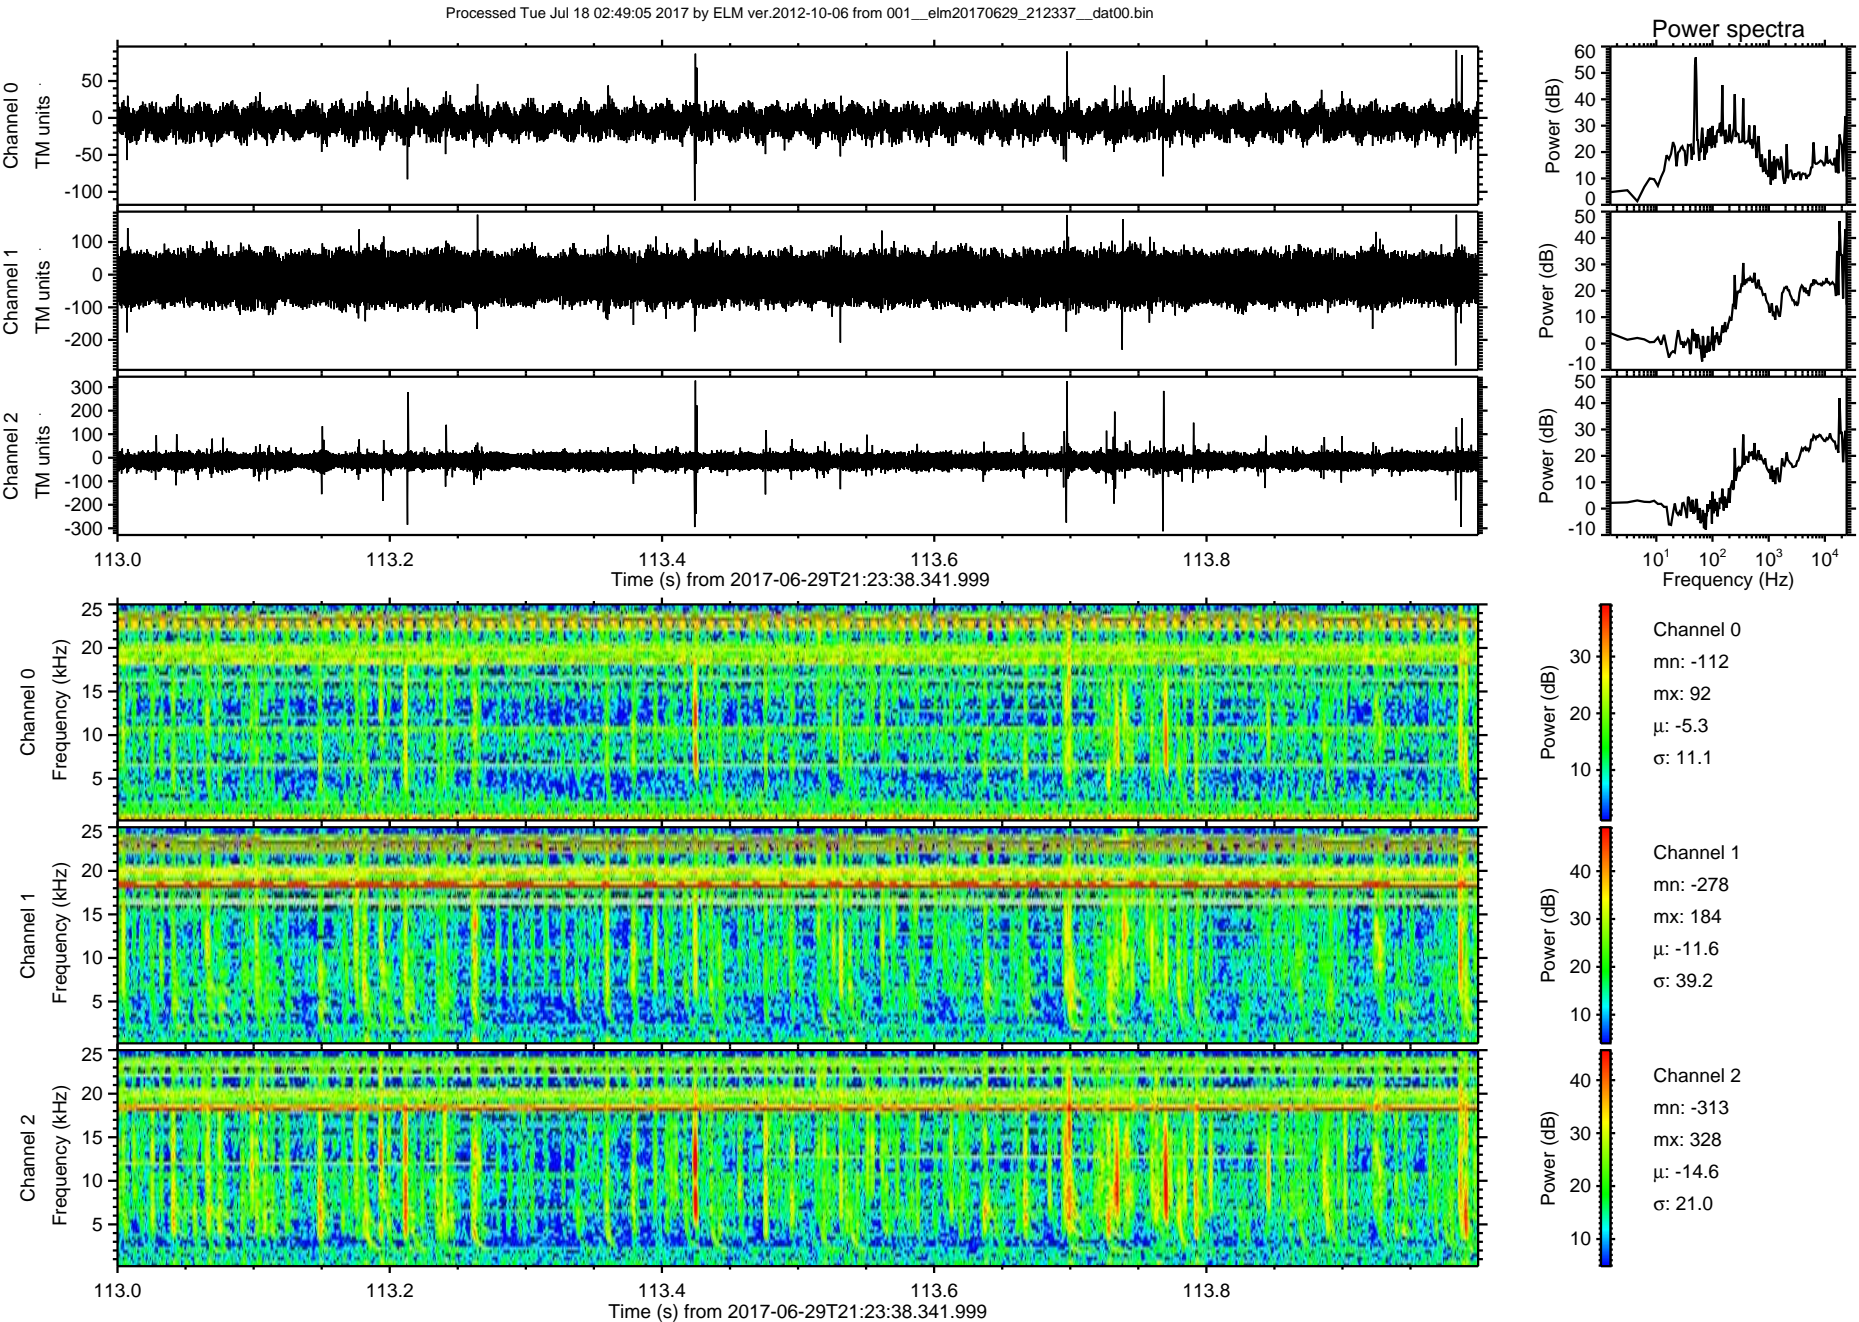 Processed Tue Jul 18 02:49:05 2017 by ELM ver.2012-10-06 from 001__elm20170629_212337__dat00.bin
Power spectra
Channel 0
TM units
50
0
-50
-100
Power (dB)
60
50
40
30
20
10
0
Channel 1
TM units
100
0
-100
-200
Power (dB)
50
40
30
20
10
0
-10
Channel 2
TM units
300
200
100
0
-100
-200
-300
Power (dB)
50
40
30
20
10
0
-10
113.0 113.2 113.4 113.6 113.8
Time (s) from 2017-06-29T21:23:38.341.999
10¹ 10² 10³ 10⁴
Frequency (Hz)
Channel 0
Frequency (kHz)
25
20
15
10
5
Power (dB)
30
20
10
Channel 0
mn: -112
mx: 92
μ: -5.3
σ: 11.1
Channel 1
Frequency (kHz)
25
20
15
10
5
Power (dB)
40
30
20
10
Channel 1
mn: -278
mx: 184
μ: -11.6
σ: 39.2
Channel 2
Frequency (kHz)
25
20
15
10
5
Power (dB)
40
30
20
10
Channel 2
mn: -313
mx: 328
μ: -14.6
σ: 21.0
113.0 113.2 113.4 113.6 113.8
Time (s) from 2017-06-29T21:23:38.341.999